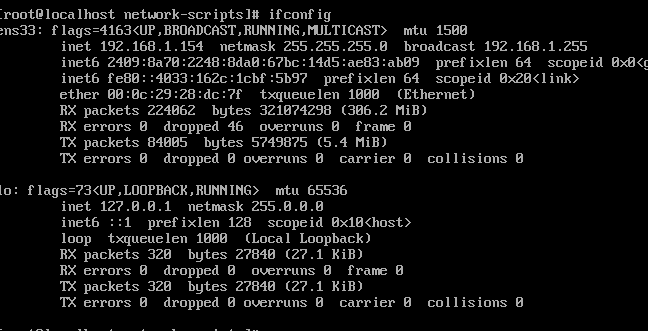 [root@localhost network-scripts]# ifconfig
ens33: flags=4163<UP,BROADCAST,RUNNING,MULTICAST>  mtu 1500
inet 192.168.1.154  netmask 255.255.255.0  broadcast 192.168.1.255
inet6 2409:8a70:2248:8da0:67bc:14d5:ae83:ab09  prefixlen 64  scopeid 0x0<g
inet6 fe80::4033:162c:1cbf:5b97  prefixlen 64  scopeid 0x20<link>
ether 00:0c:29:28:dc:7f  txqueuelen 1000  (Ethernet)
RX packets 224062  bytes 321074298 (306.2 MiB)
RX errors 0  dropped 46  overruns 0  frame 0
TX packets 84005  bytes 5749875 (5.4 MiB)
TX errors 0  dropped 0 overruns 0  carrier 0  collisions 0
lo: flags=73<UP,LOOPBACK,RUNNING>  mtu 65536
inet 127.0.0.1  netmask 255.0.0.0
inet6 ::1  prefixlen 128  scopeid 0x10<host>
loop  txqueuelen 1000  (Local Loopback)
RX packets 320  bytes 27840 (27.1 KiB)
RX errors 0  dropped 0  overruns 0  frame 0
TX packets 320  bytes 27840 (27.1 KiB)
TX errors 0  dropped 0 overruns 0  carrier 0  collisions 0